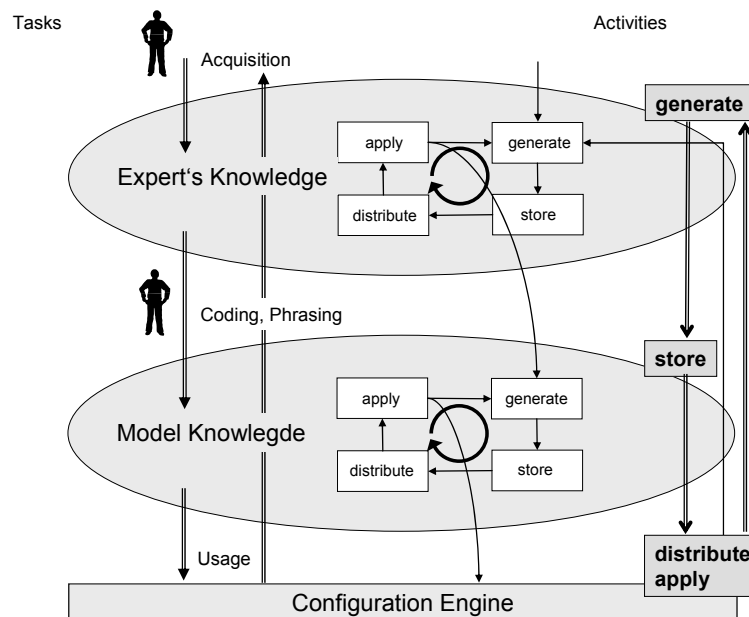 Tasks
Activities
Acquisition
generate
apply
generate
Expert‘s Knowledge
distribute
store
Coding, Phrasing
store
apply
generate
Model Knowlegde
distribute
store
Usage
distribute
apply
Configuration Engine